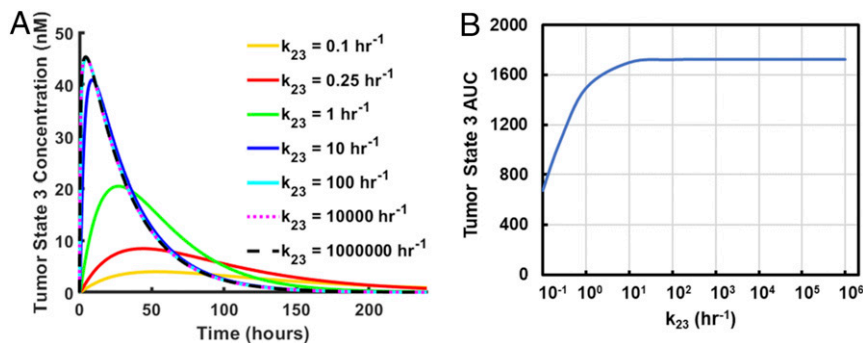 A
Tumor State 3 Concentration (nM)
50
40
30
20
10
0
0
50
100
150
200
Time (hours)
k₂₃ = 0.1 hr⁻¹
k₂₃ = 0.25 hr⁻¹
k₂₃ = 1 hr⁻¹
k₂₃ = 10 hr⁻¹
k₂₃ = 100 hr⁻¹
k₂₃ = 10000 hr⁻¹
k₂₃ = 1000000 hr⁻¹
B
Tumor State 3 AUC
2000
1600
1200
800
400
0
10⁻¹ 10⁰ 10¹ 10² 10³ 10⁴ 10⁵ 10⁶
k₂₃ (hr⁻¹)